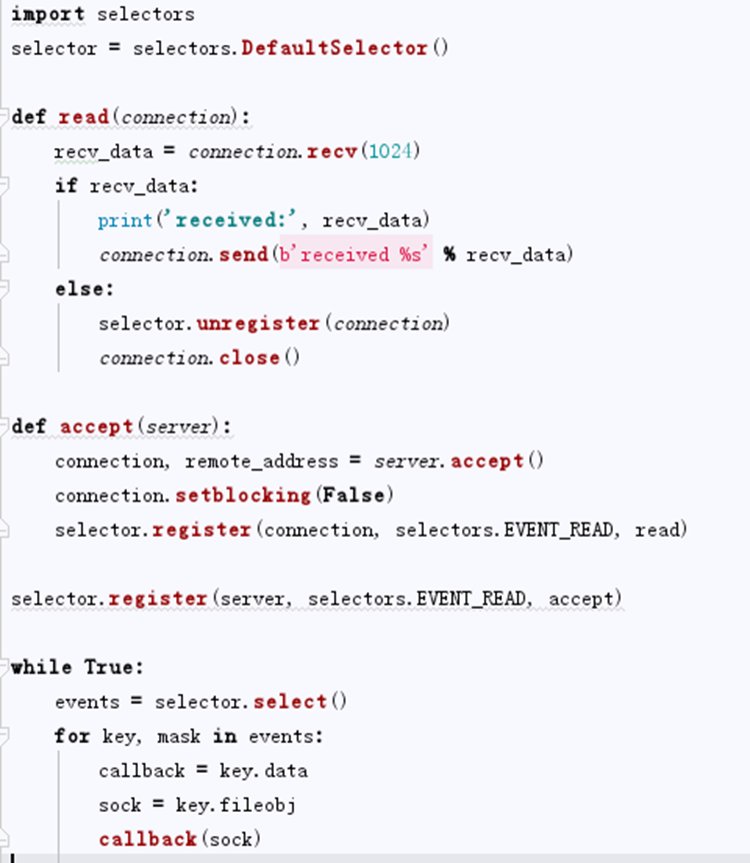 import selectors
selector = selectors.DefaultSelector()
def read(connection):
recv_data = connection.recv(1024)
if recv_data:
print('received:', recv_data)
connection.send(b'received %s' % recv_data)
else:
selector.unregister(connection)
connection.close()
def accept(server):
connection, remote_address = server.accept()
connection.setblocking(False)
selector.register(connection, selectors.EVENT_READ, read)
selector.register(server, selectors.EVENT_READ, accept)
while True:
events = selector.select()
for key, mask in events:
callback = key.data
sock = key.fileobj
callback(sock)